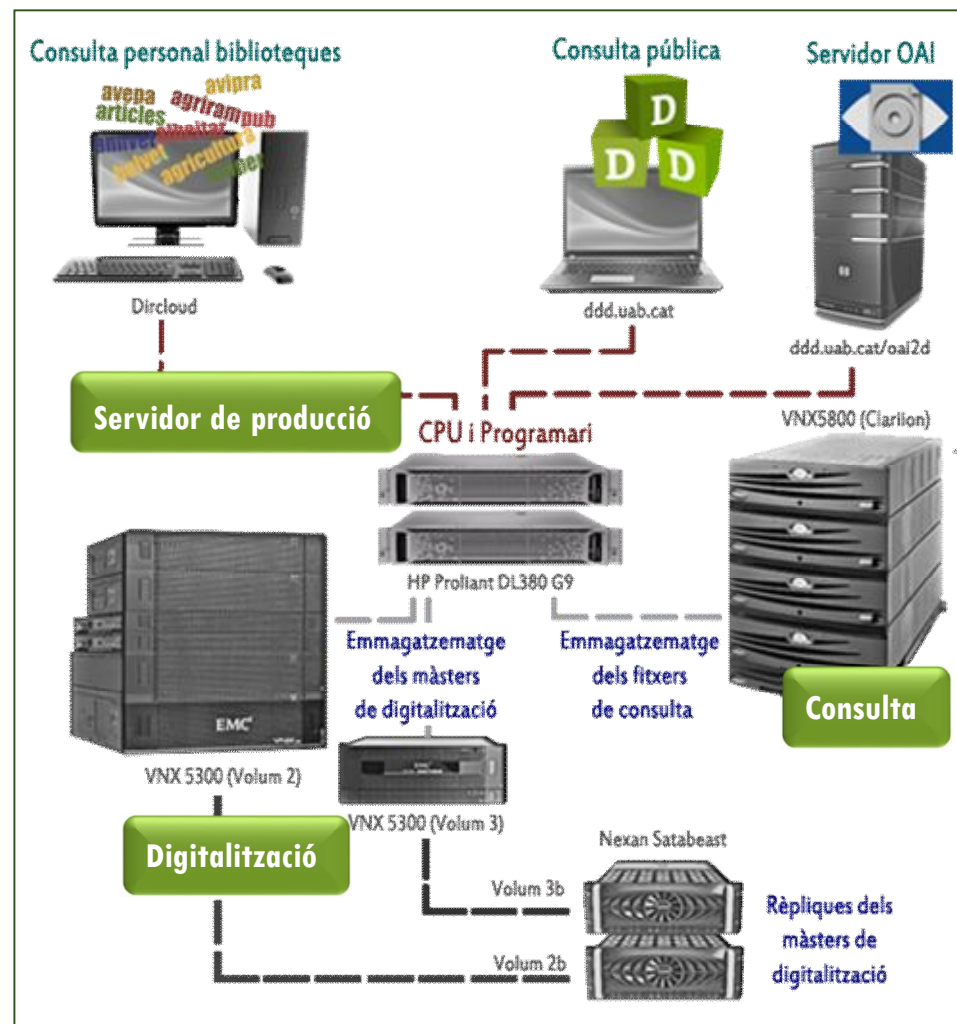 Consulta personal biblioteques
Consulta pública
Servidor OAI
avipra
avepa
agrirampub
articles
agricultura
D
D D
Dircloud
ddd.uab.cat
ddd.uab.cat/oai2d
Servidor de producció
CPU i Programari
VNX5800 (Clariion)
HP Proliant DL380 G9
Emmagatzematge
dels màsters
de digitalització
Emmagatzematge
dels fitxers
de consulta
Consulta
EMC²
VNX 5300 (Volum 2)
EMC²
VNX 5300 (Volum 3)
Digitalització
Nexan Satabeast
Volum 3b
Volum 2b
Rèpliques dels
màsters de
digitalització